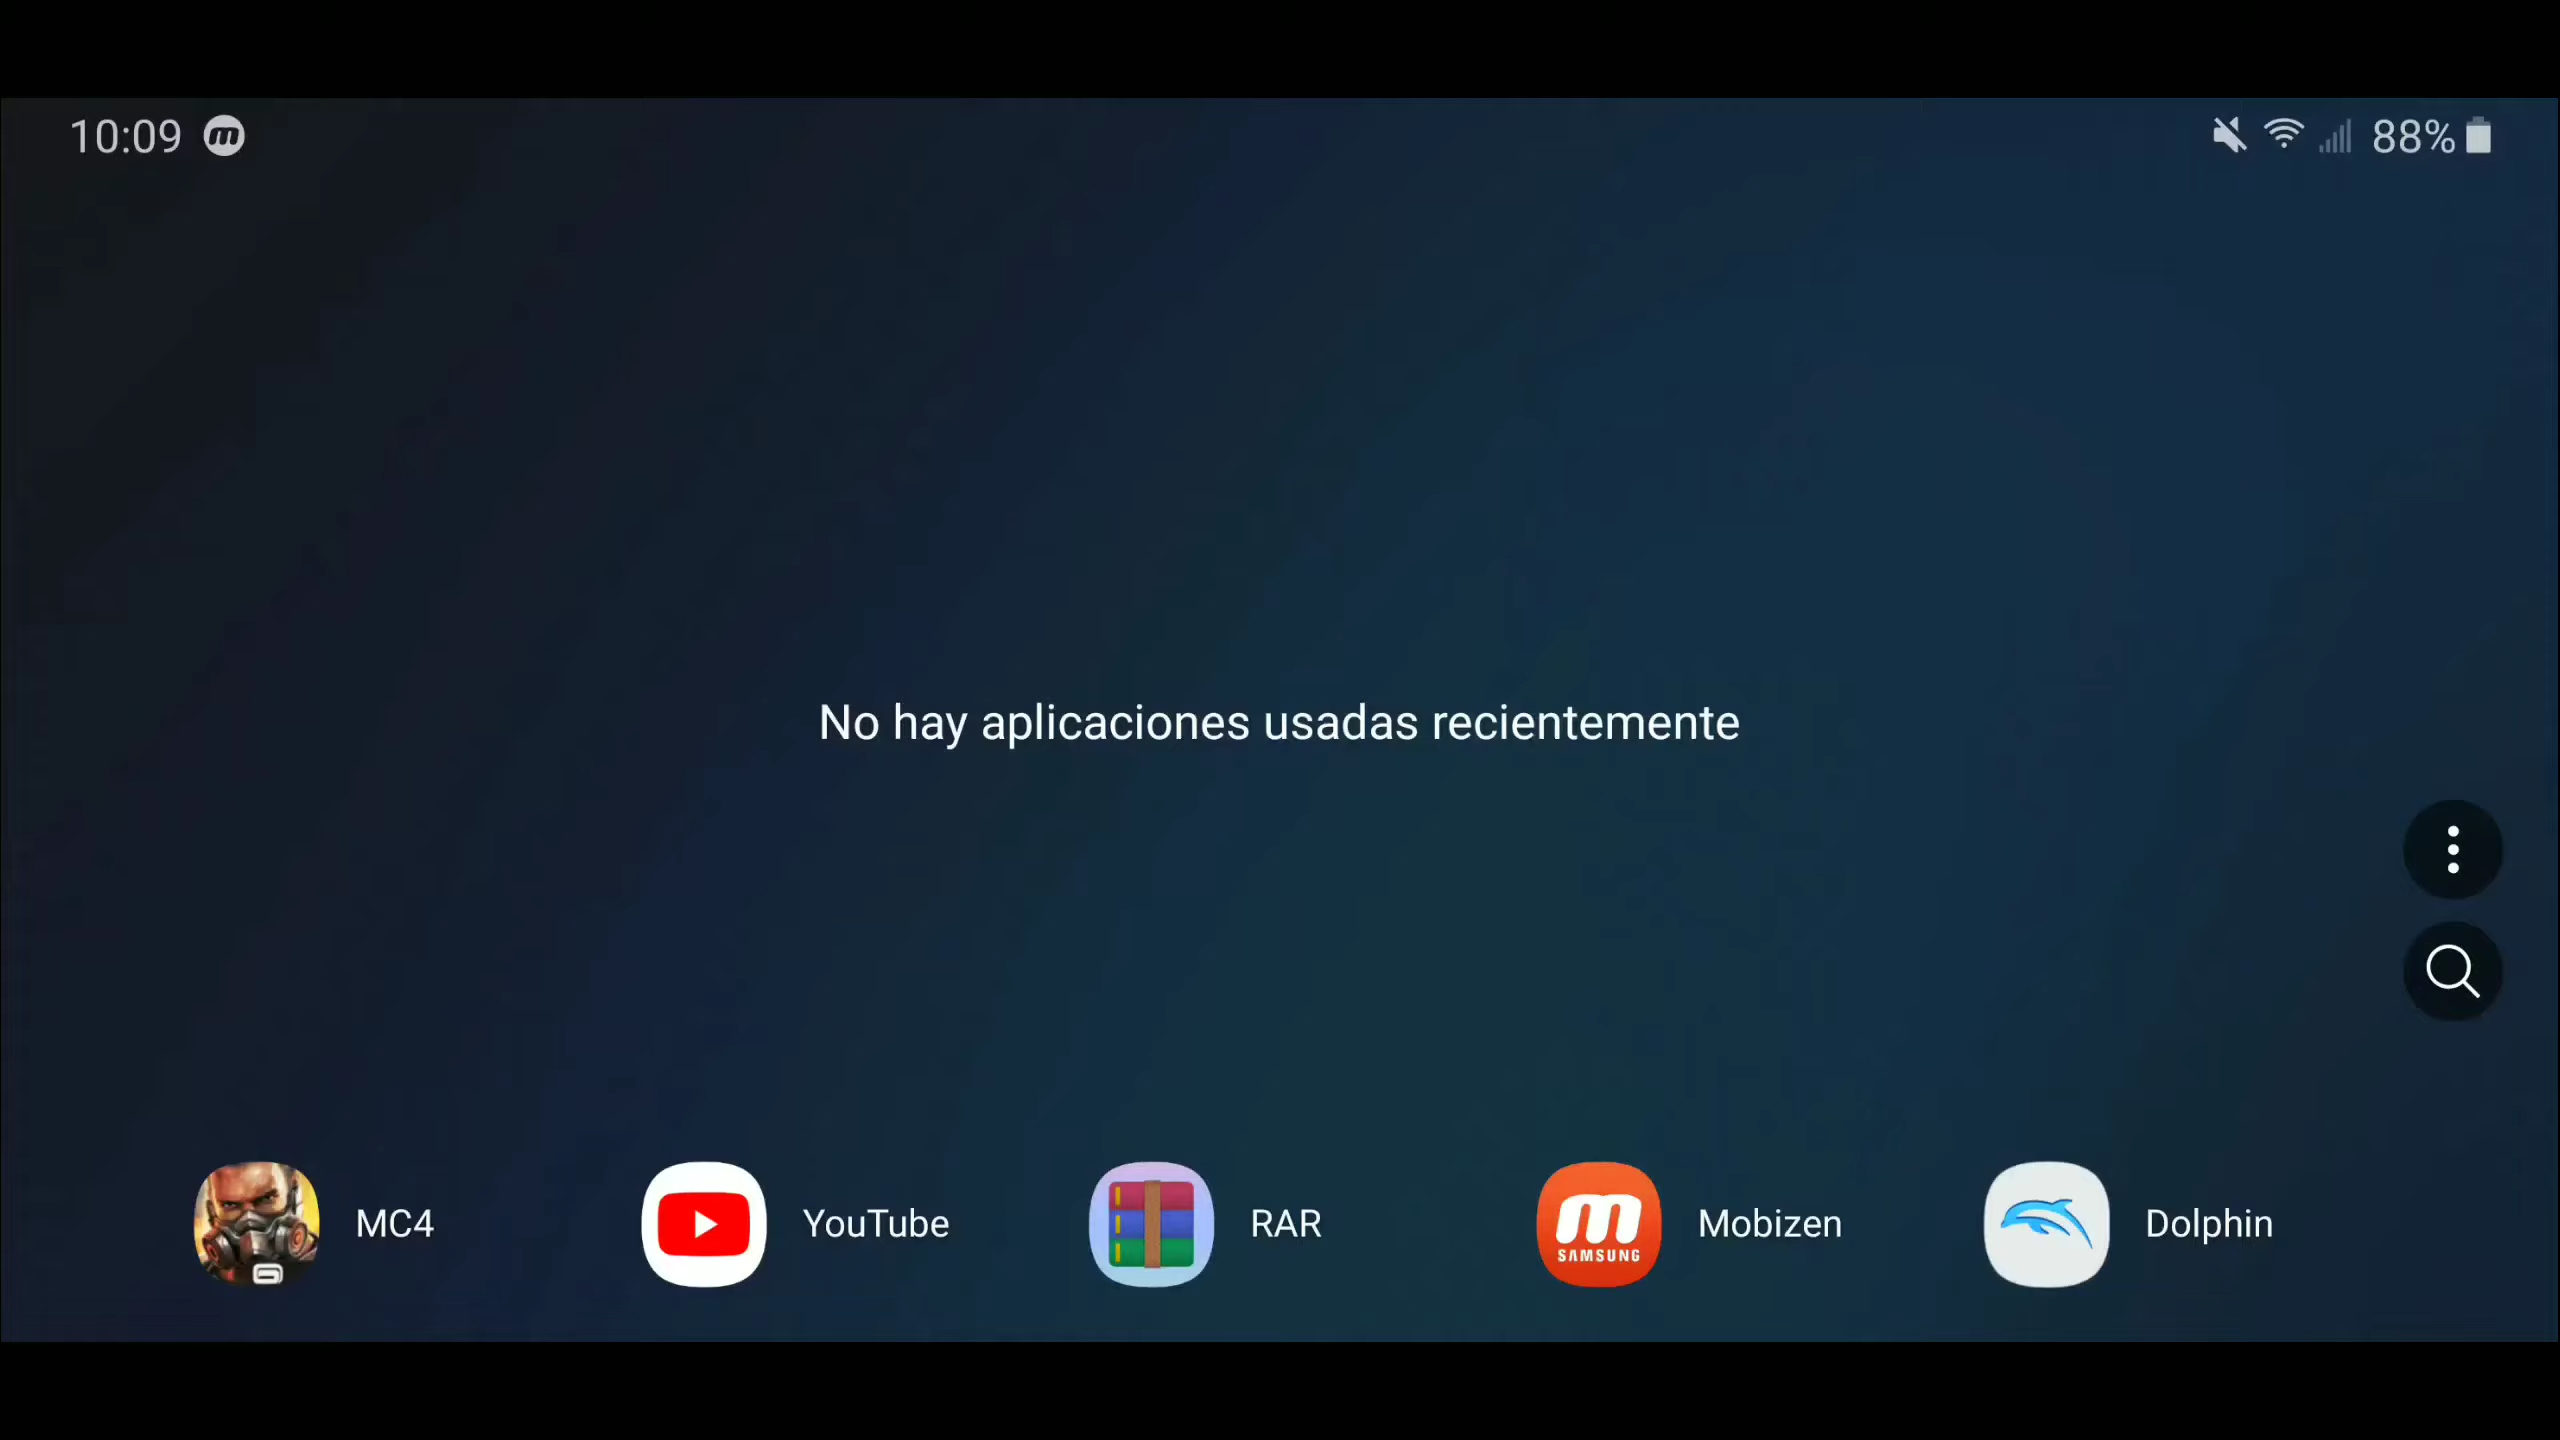 10:09
88%
No hay aplicaciones usadas recientemente
MC4
YouTube
RAR
m
SAMSUNG
Mobizen
Dolphin